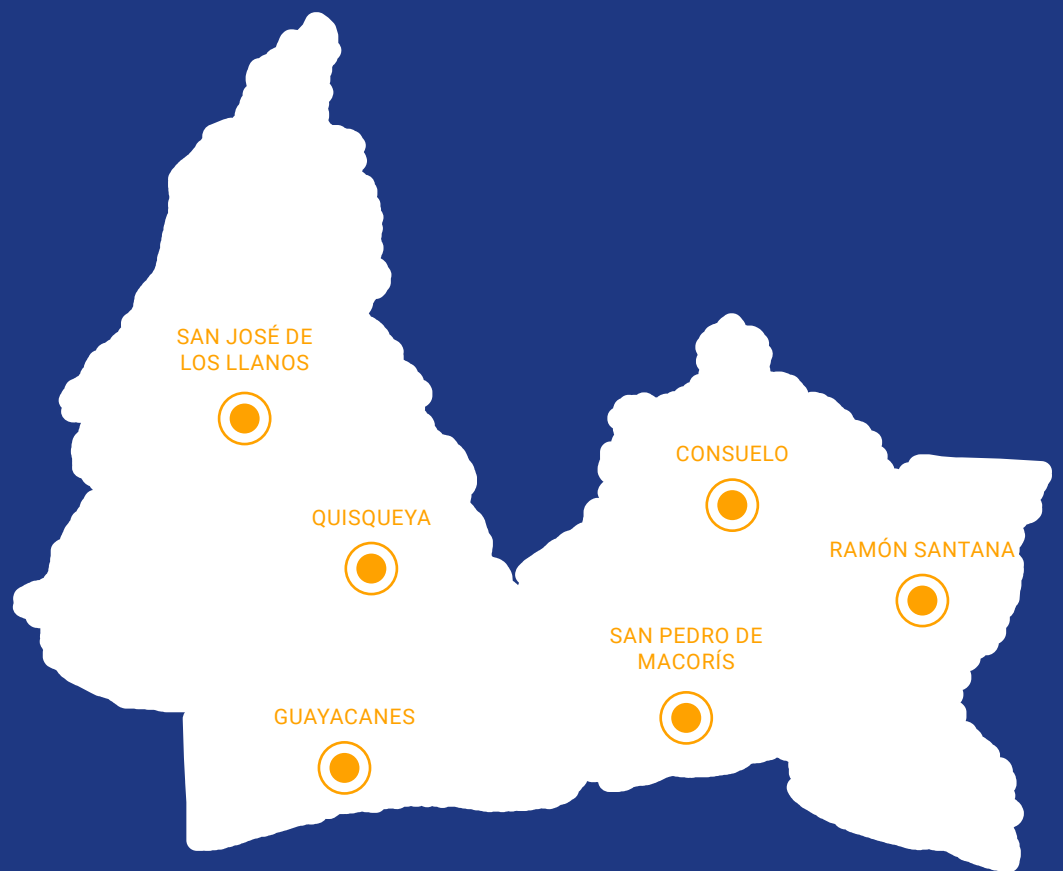 SAN JOSÉ DE
LOS LLANOS
CONSUELO
QUISQUEYA
RAMÓN SANTANA
SAN PEDRO DE
MACORÍS
GUAYACANES